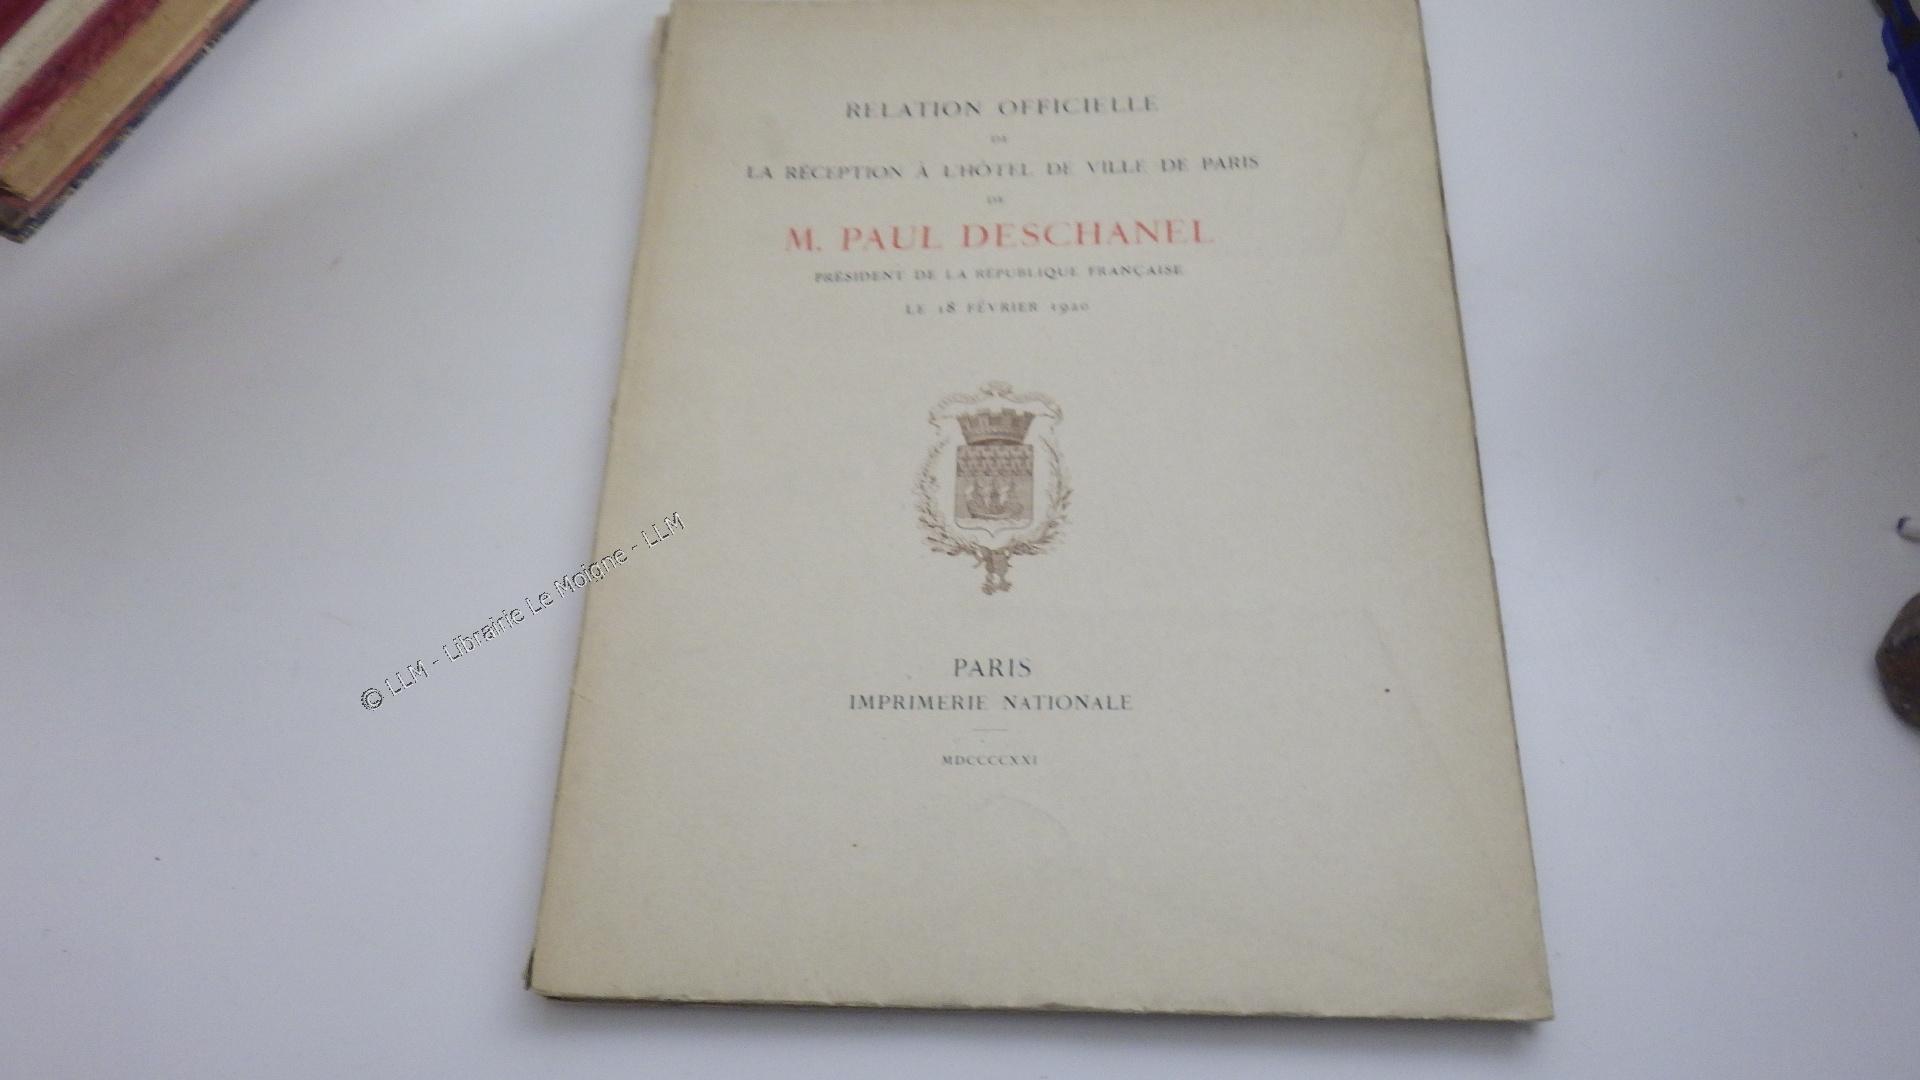 RELATION OFFICIELLE
DE
LA RÉCEPTION À L'HÔTEL DE VILLE DE PARIS
DE
M. PAUL DESCHANEL
PRÉSIDENT DE LA RÉPUBLIQUE FRANÇAISE
LE 18 FÉVRIER 1920
PARIS
IMPRIMERIE NATIONALE
MDCCCCXXI
© LLM - Librairie Le Moigne - LLM